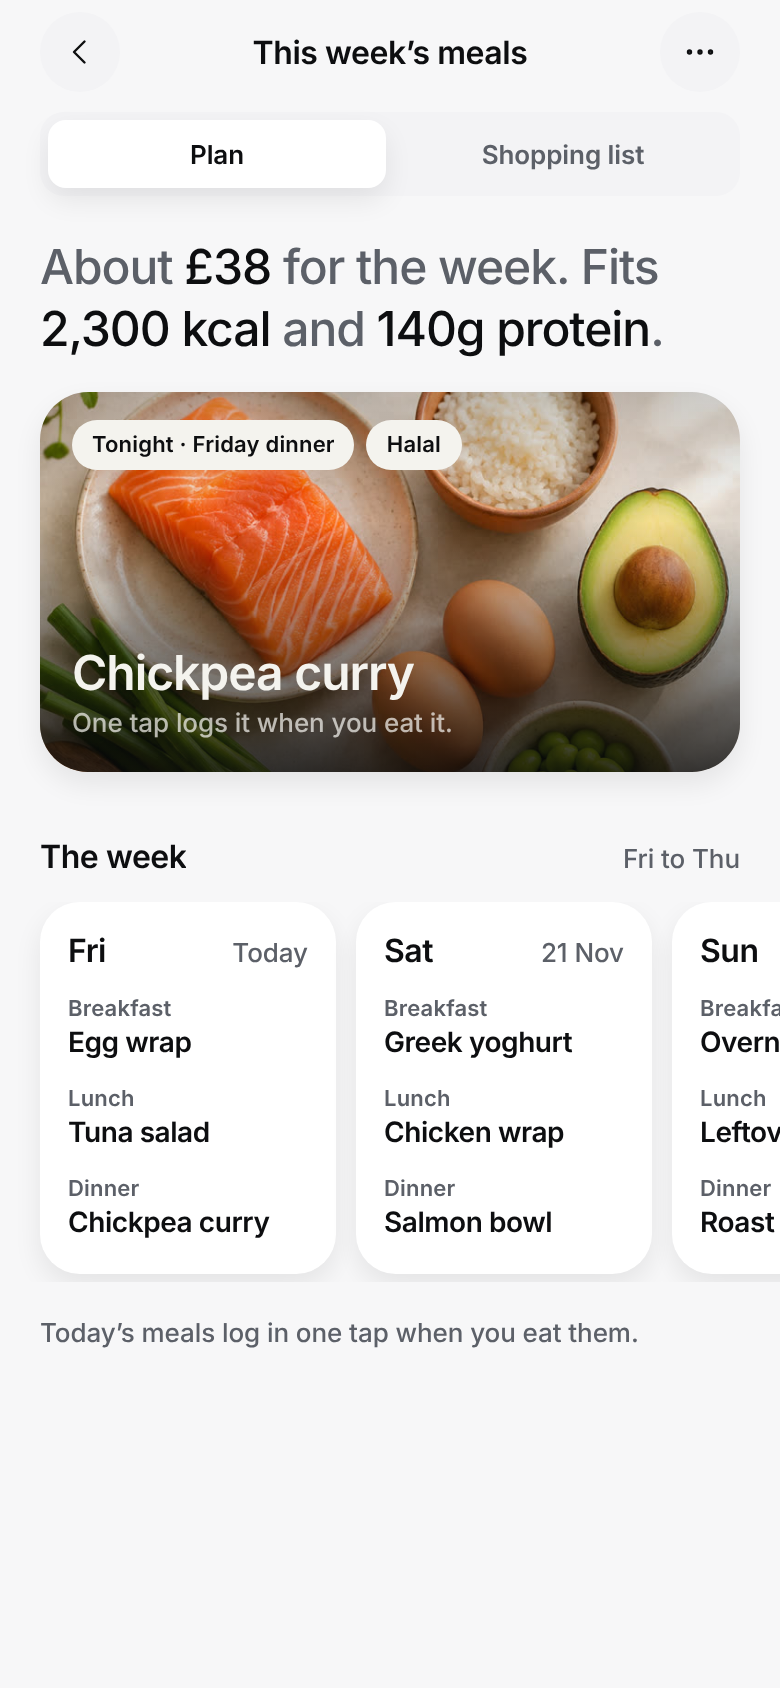 This week’s meals
Plan
Shopping list
About £38 for the week. Fits
2,300 kcal and 140g protein.
Tonight · Friday dinner
Halal
Chickpea curry
One tap logs it when you eat it.
The week
Fri to Thu
Fri
Today
Breakfast
Egg wrap
Lunch
Tuna salad
Dinner
Chickpea curry
Sat
21 Nov
Breakfast
Greek yoghurt
Lunch
Chicken wrap
Dinner
Salmon bowl
Sun
Breakfa
Overn
Lunch
Leftov
Dinner
Roast
Today’s meals log in one tap when you eat them.